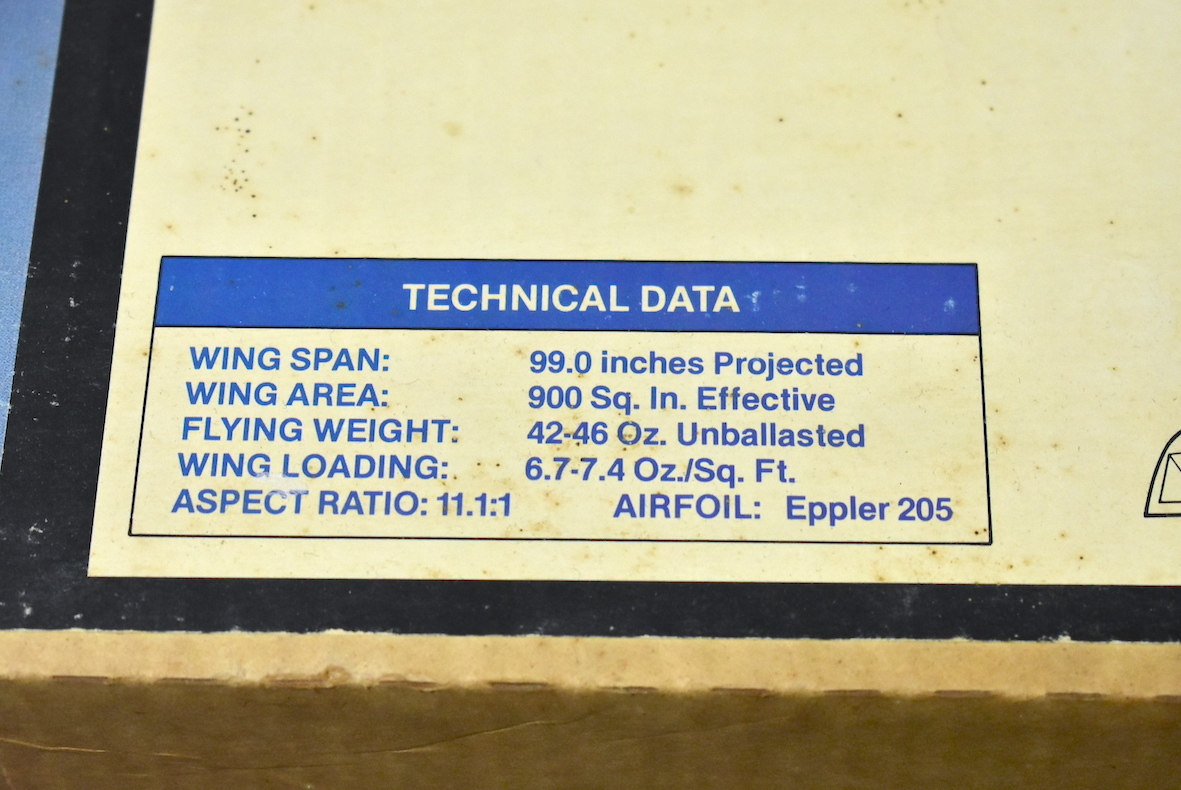 TECHNICAL DATA
WING SPAN: 99.0 inches Projected
WING AREA: 900 Sq. In. Effective
FLYING WEIGHT: 42-46 Oz. Unballasted
WING LOADING: 6.7-7.4 Oz./Sq. Ft.
ASPECT RATIO: 11.1:1 AIRFOIL: Eppler 205